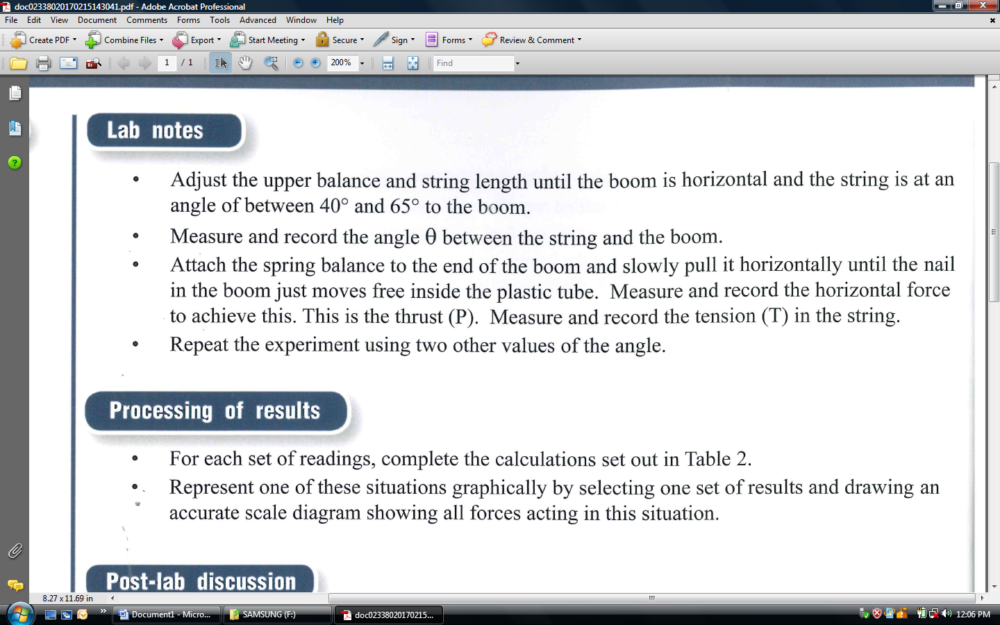 doc02338020170215143041.pdf - Adobe Acrobat Professional
File Edit View Document Comments Forms Tools Advanced Window Help
Create PDF Combine Files Export Start Meeting Secure Sign Forms Review & Comment
1 / 1 200% Find
Lab notes
• Adjust the upper balance and string length until the boom is horizontal and the string is at an
angle of between 40° and 65° to the boom.
• Measure and record the angle θ between the string and the boom.
• Attach the spring balance to the end of the boom and slowly pull it horizontally until the nail
in the boom just moves free inside the plastic tube. Measure and record the horizontal force
to achieve this. This is the thrust (P). Measure and record the tension (T) in the string.
• Repeat the experiment using two other values of the angle.
Processing of results
• For each set of readings, complete the calculations set out in Table 2.
• Represent one of these situations graphically by selecting one set of results and drawing an
accurate scale diagram showing all forces acting in this situation.
Post-lab discussion
8.27 x 11.69 in
Document1 - Micro... SAMSUNG (F:) doc02338020170215... 12:06 PM